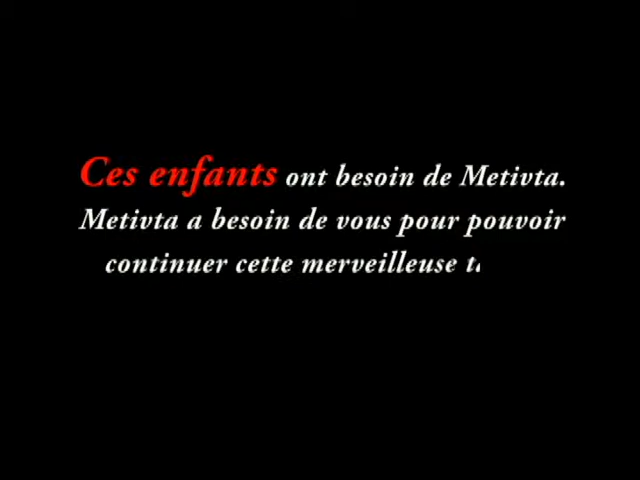 Ces enfants ont besoin de Metivta.
Metivta a besoin de vous pour pouvoir
continuer cette merveilleuse